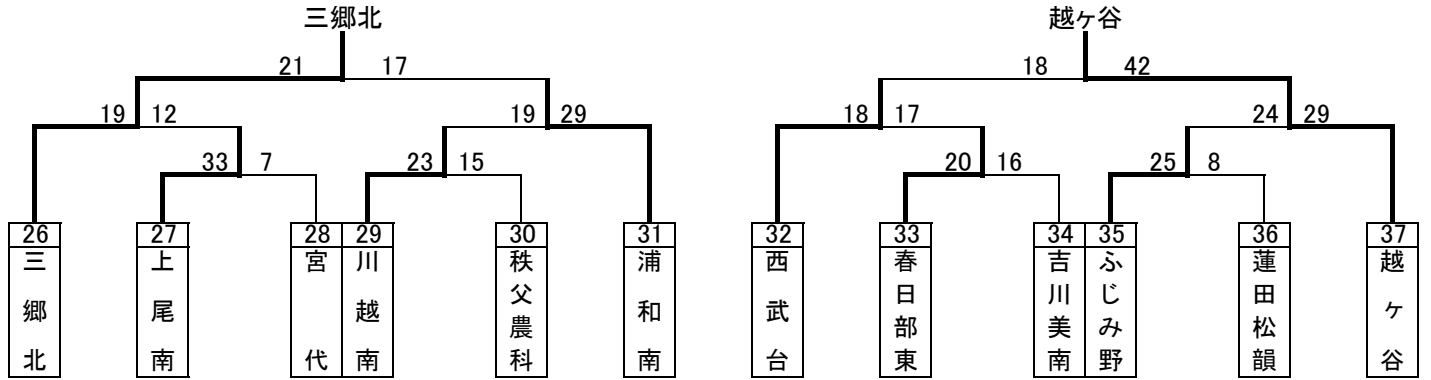 三郷北 越ヶ谷
21 17 18 42
19 12 19 29 18 17 24 29
33 7 23 15 20 16 25 8
26 27 28 29 30 31 32 33 34 35 36 37
三郷北
上尾南
宮代
川越南
秩父農科
浦和南
西武台
春日部東
吉川美南
ふじみ野
蓮田松韻
越ヶ谷